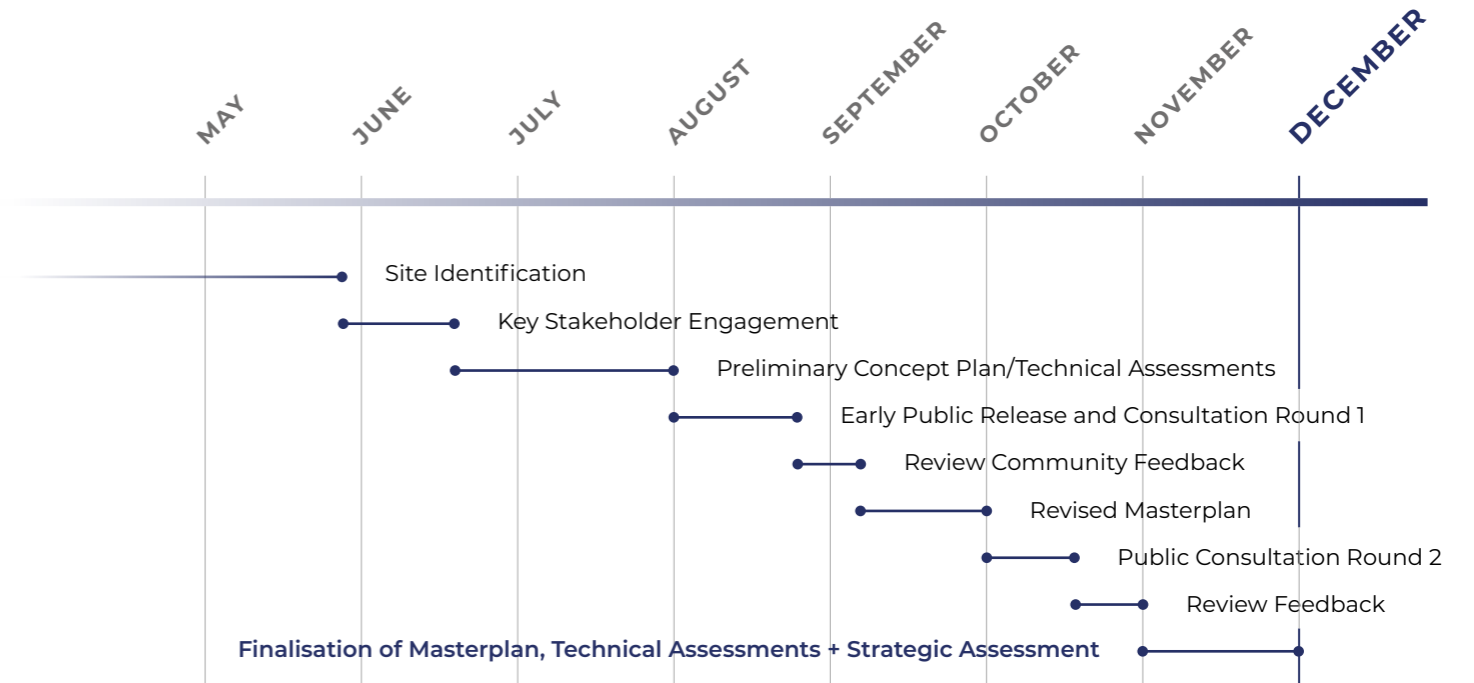 MAY
JUNE
JULY
AUGUST
SEPTEMBER
OCTOBER
NOVEMBER
DECEMBER
Site Identification
Key Stakeholder Engagement
Preliminary Concept Plan/Technical Assessments
Early Public Release and Consultation Round 1
Review Community Feedback
Revised Masterplan
Public Consultation Round 2
Review Feedback
Finalisation of Masterplan, Technical Assessments + Strategic Assessment